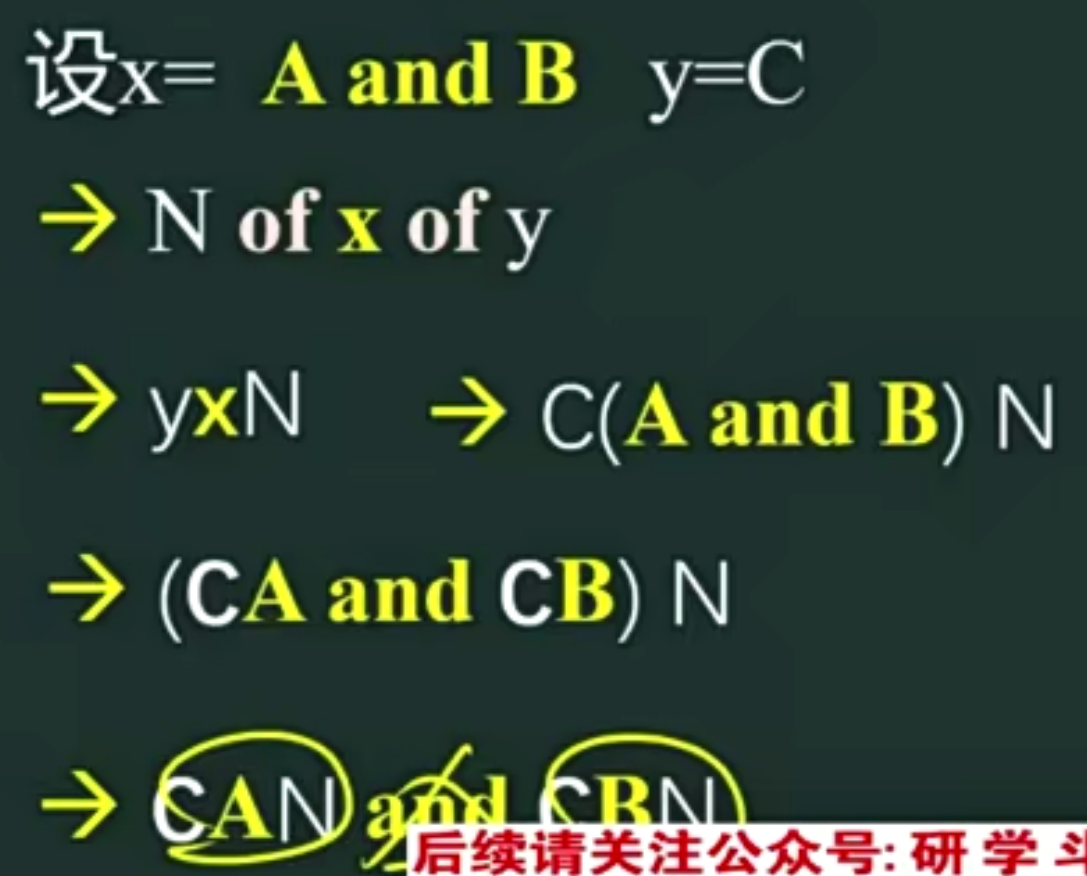 设x= A and B y=C
→ N of x of y
→ yxN → C(A and B) N
→ (CA and CB) N
→ CAN and CBN
后续请关注公众号: 研 学